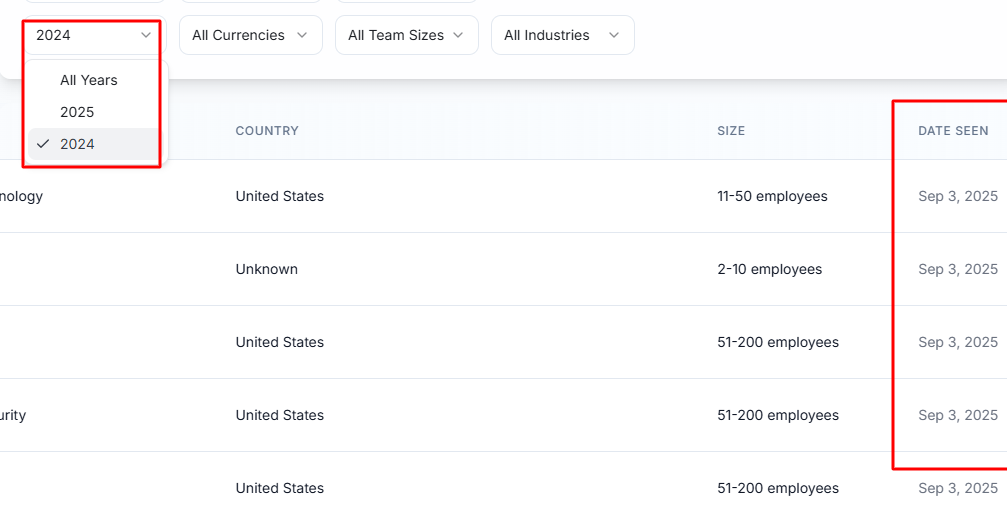 2024 All Currencies All Team Sizes All Industries
All Years
2025
2024
COUNTRY SIZE DATE SEEN
nology United States 11-50 employees Sep 3, 2025
Unknown 2-10 employees Sep 3, 2025
United States 51-200 employees Sep 3, 2025
urity United States 51-200 employees Sep 3, 2025
United States 51-200 employees Sep 3, 2025